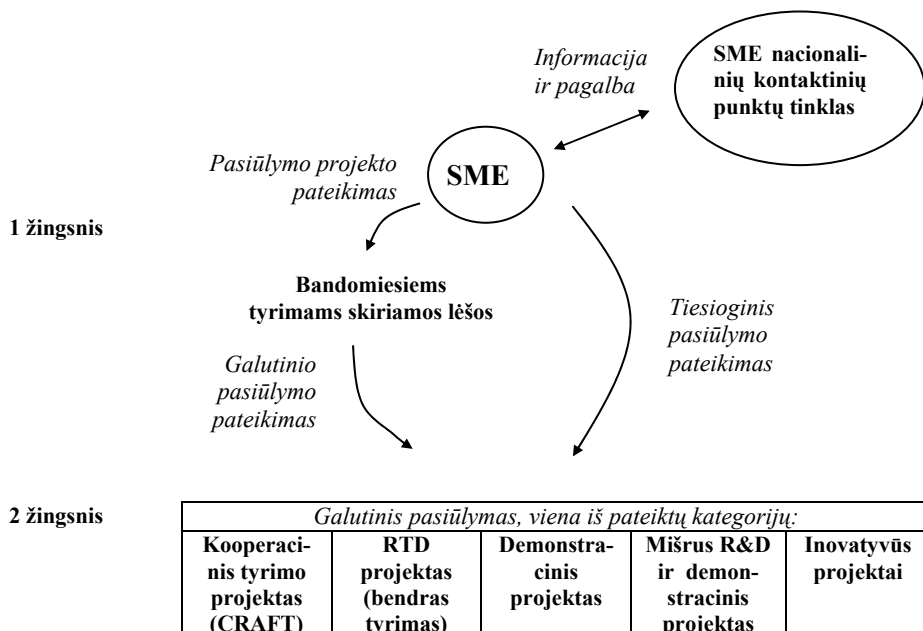 Informacija
ir pagalba
SME nacionali-
nių kontaktinių
punktų tinklas
Pasiūlymo projekto
pateikimas
SME
1 žingsnis
Bandomiesiems
tyrimams skiriamos lėšos
Tiesioginis
pasiūlymo
pateikimas
Galutinio
pasiūlymo
pateikimas
2 žingsnis
Galutinis pasiūlymas, viena iš pateiktų kategorijų:
Kooperaci-
nis tyrimo
projektas
(CRAFT)
RTD
projektas
(bendras
tyrimas)
Demonstra-
cinis
projektas
Mišrus R&D
ir demon-
stracinis
projektas
Inovatyvūs
projektai